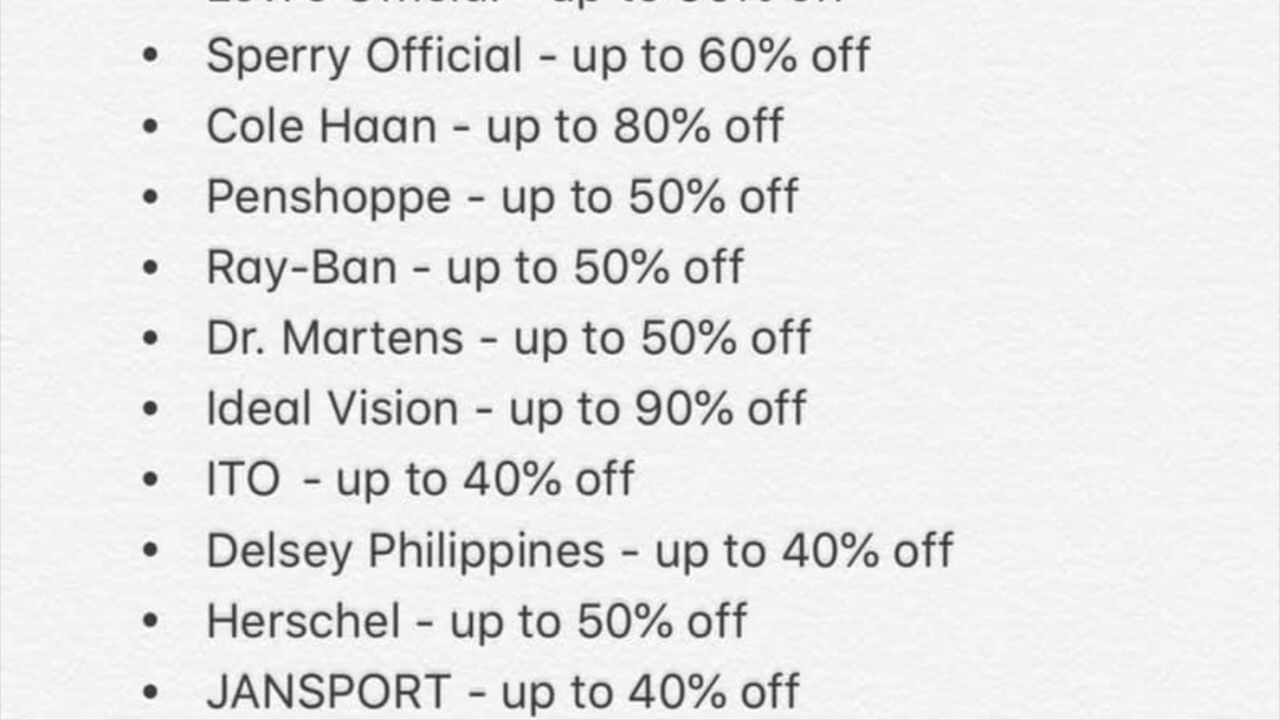 • Sperry Official - up to 60% off
• Cole Haan - up to 80% off
• Penshoppe - up to 50% off
• Ray-Ban - up to 50% off
• Dr. Martens - up to 50% off
• Ideal Vision - up to 90% off
• ITO - up to 40% off
• Delsey Philippines - up to 40% off
• Herschel - up to 50% off
• JANSPORT - up to 40% off